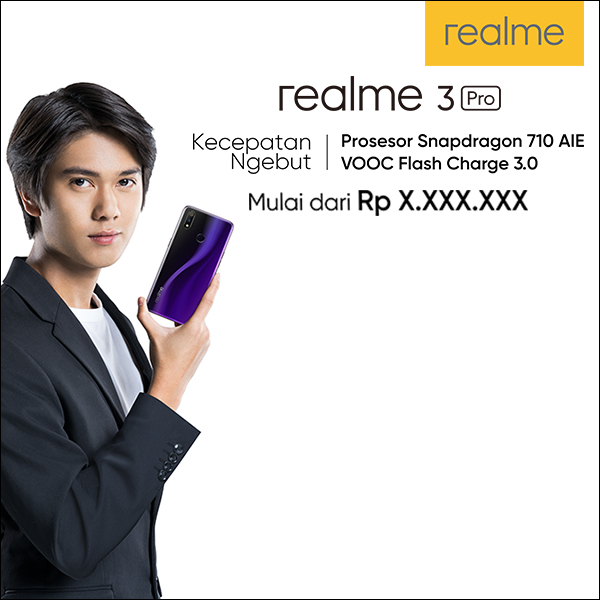 realme
realme 3 Pro
Kecepatan Ngebut
Prosesor Snapdragon 710 AIE
VOOC Flash Charge 3.0
Mulai dari Rp X.XXX.XXX